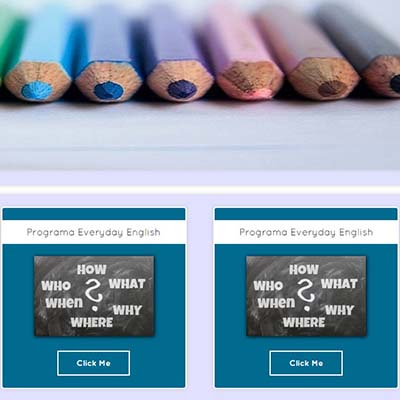 Programa Everyday English
HOW
WHO
WHAT
When
?
WHY
WHERE
Click Me
Programa Everyday English
HOW
WHO
WHAT
When
?
WHY
WHERE
Click Me